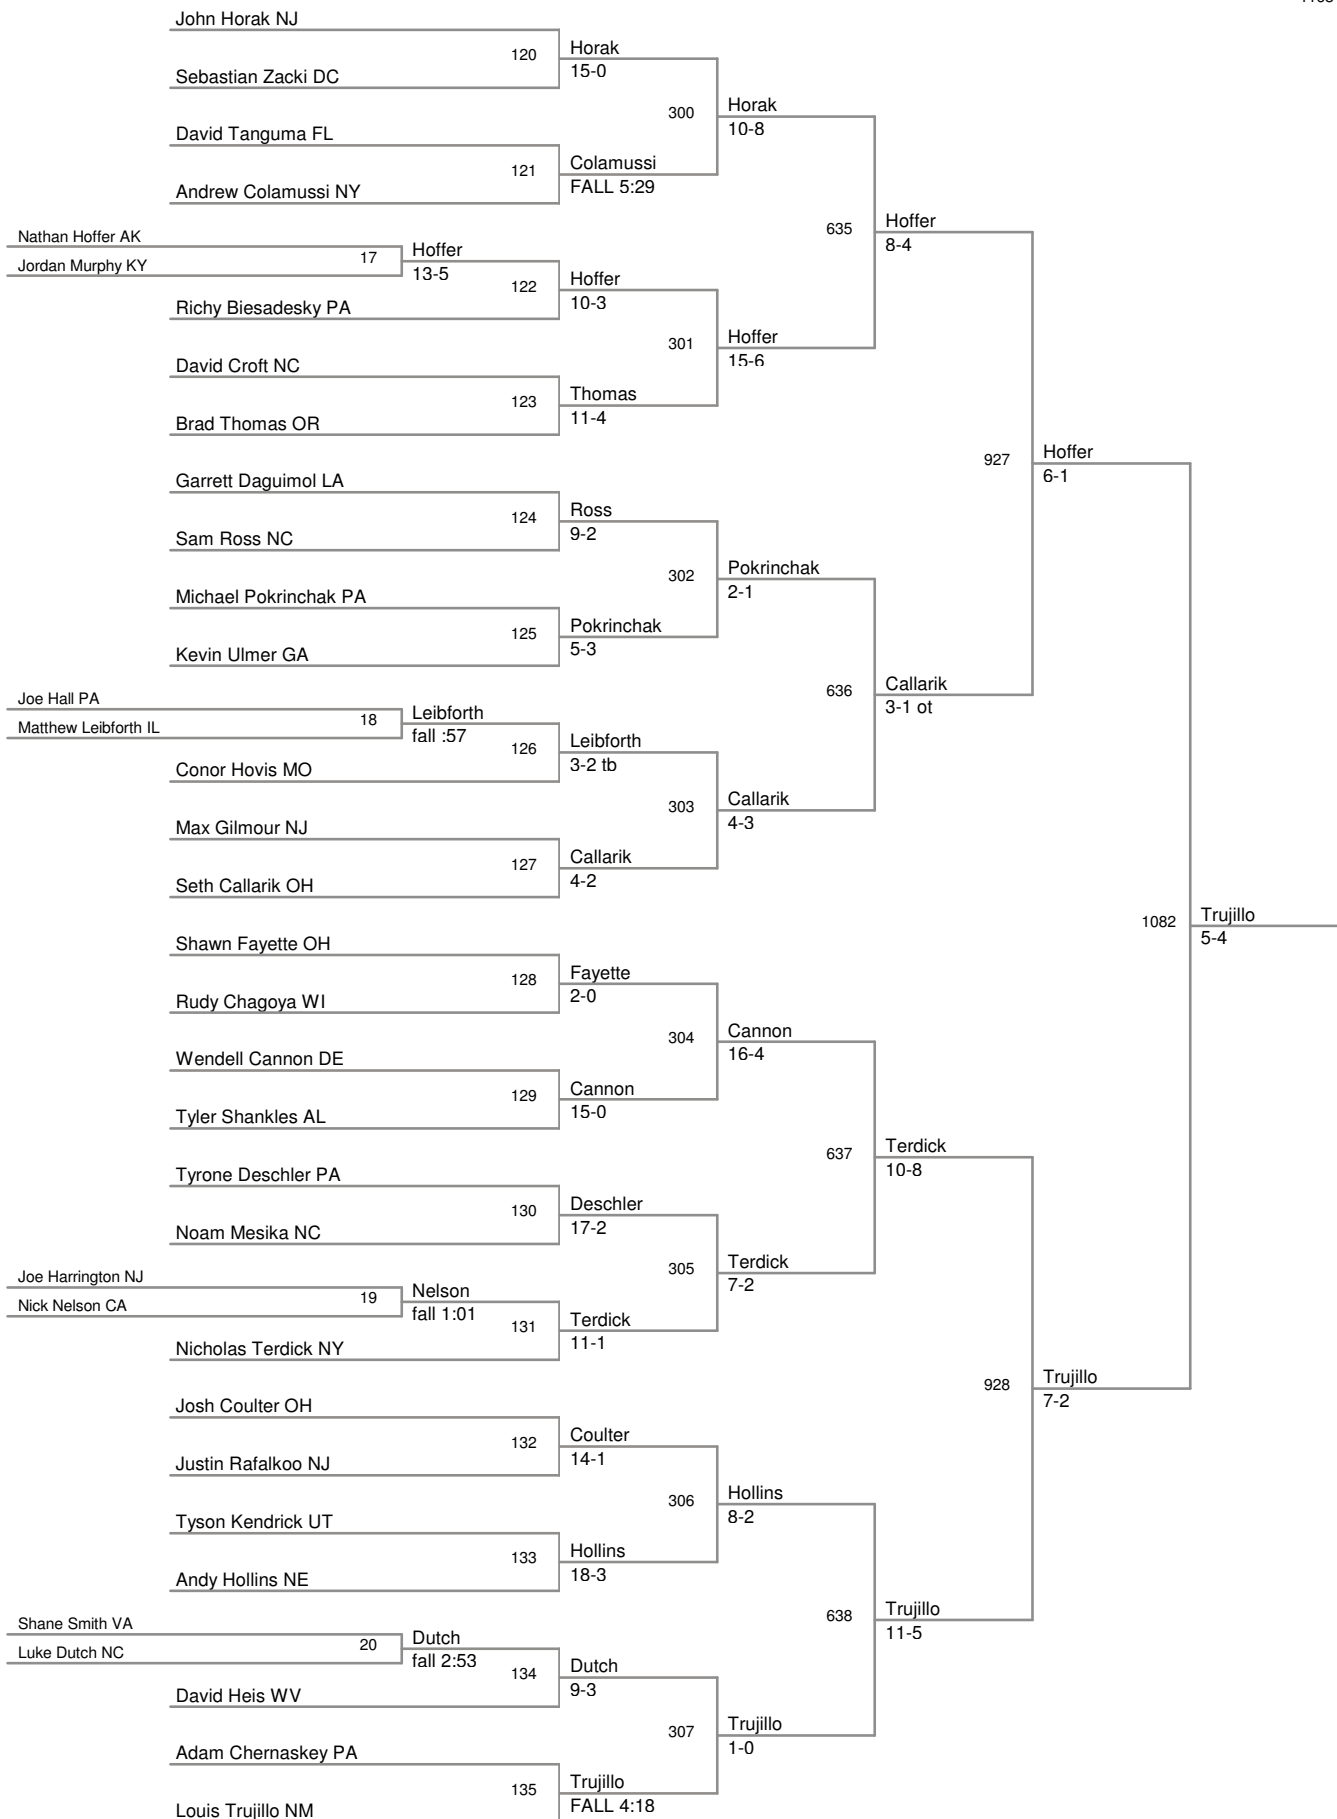 John Horak NJ
120
Horak
15-0
Sebastian Zacki DC
300
Horak
10-8
David Tanguma FL
121
Colamussi
FALL 5:29
Andrew Colamussi NY
635
Hoffer
8-4
Nathan Hoffer AK
17
Hoffer
13-5
Jordan Murphy KY
122
Hoffer
10-3
Richy Biesadesky PA
301
Hoffer
15-6
David Croft NC
123
Thomas
11-4
Brad Thomas OR
927
Hoffer
6-1
Garrett Daguimol LA
124
Ross
9-2
Sam Ross NC
302
Pokrinchak
2-1
Michael Pokrinchak PA
125
Pokrinchak
5-3
Kevin Ulmer GA
636
Callarik
3-1 ot
Joe Hall PA
18
Leibforth
fall :57
Matthew Leibforth IL
126
Leibforth
3-2 tb
Conor Hovis MO
303
Callarik
4-3
Max Gilmour NJ
127
Callarik
4-2
Seth Callarik OH
1082
Trujillo
5-4
Shawn Fayette OH
128
Fayette
2-0
Rudy Chagoya WI
304
Cannon
16-4
Wendell Cannon DE
129
Cannon
15-0
Tyler Shankles AL
637
Terdick
10-8
Tyrone Deschler PA
130
Deschler
17-2
Noam Mesika NC
305
Terdick
7-2
Joe Harrington NJ
19
Nelson
fall 1:01
Nick Nelson CA
131
Terdick
11-1
Nicholas Terdick NY
928
Trujillo
7-2
Josh Coulter OH
132
Coulter
14-1
Justin Rafalkoo NJ
306
Hollins
8-2
Tyson Kendrick UT
133
Hollins
18-3
Andy Hollins NE
638
Trujillo
11-5
Shane Smith VA
20
Dutch
fall 2:53
Luke Dutch NC
134
Dutch
9-3
David Heis WV
307
Trujillo
1-0
Adam Chernaskey PA
135
Trujillo
FALL 4:18
Louis Trujillo NM